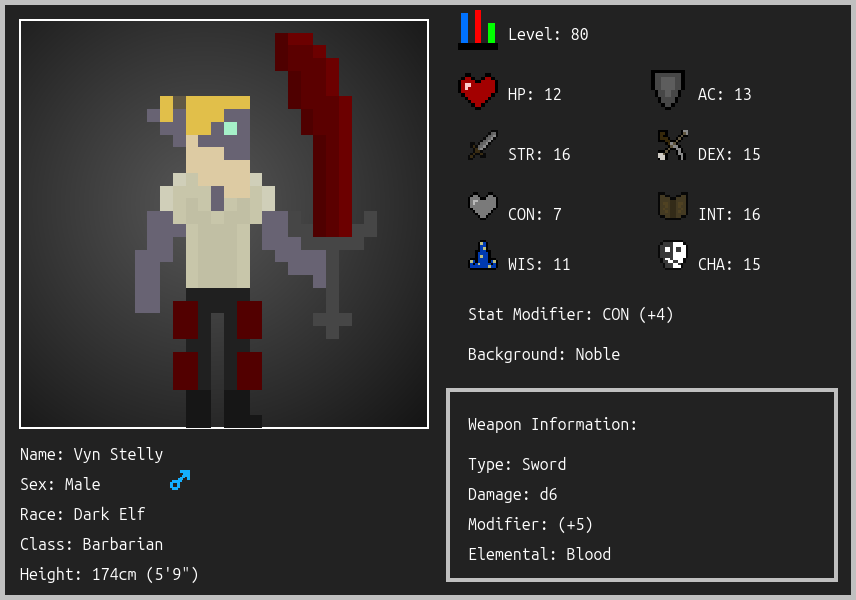 Level: 80
HP: 12
AC: 13
STR: 16
DEX: 15
CON: 7
INT: 16
WIS: 11
CHA: 15
Stat Modifier: CON (+4)
Background: Noble
Weapon Information:
Type: Sword
Damage: d6
Modifier: (+5)
Elemental: Blood
Name: Vyn Stelly
Sex: Male
Race: Dark Elf
Class: Barbarian
Height: 174cm (5'9")